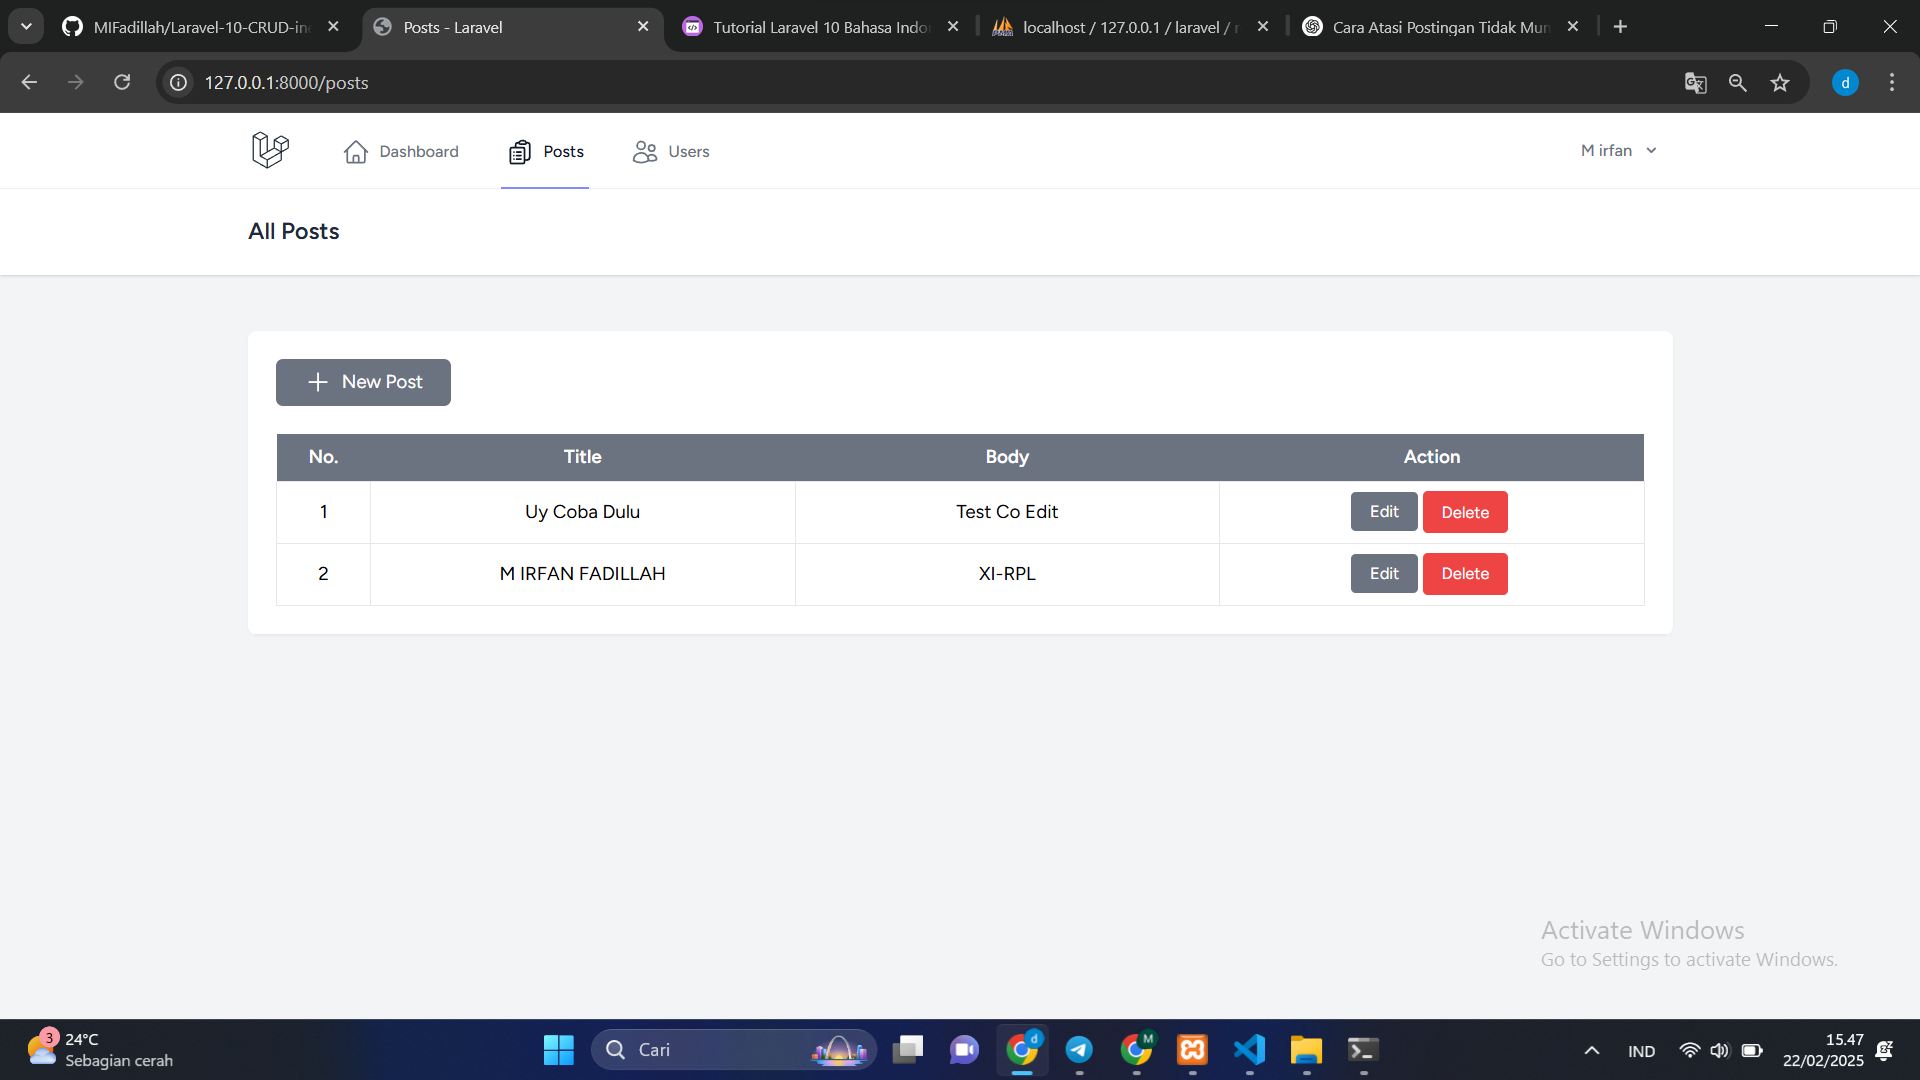 MIFadillah/Laravel-10-CRUD-in
Posts - Laravel
Tutorial Laravel 10 Bahasa Indo
localhost / 127.0.0.1 / laravel /
Cara Atasi Postingan Tidak Mun
127.0.0.1:8000/posts
d
Dashboard
Posts
Users
M irfan
All Posts
New Post
No. Title Body Action
1 Uy Coba Dulu Test Co Edit Edit Delete
2 M IRFAN FADILLAH XI-RPL Edit Delete
Activate Windows
Go to Settings to activate Windows.
3
24°C
Sebagian cerah
Cari
d
M
IND
15.47
22/02/2025